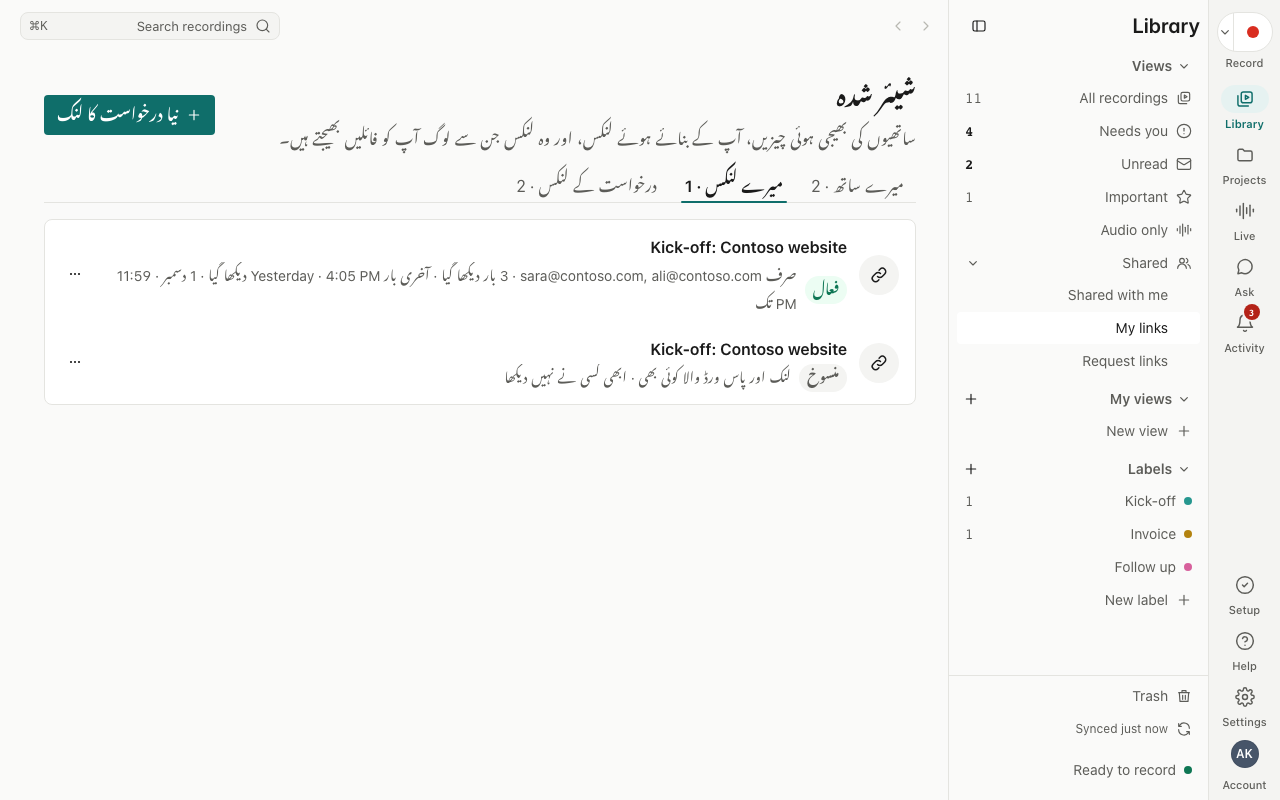 Search recordings
⌘K
Library
Record
Views
All recordings 11
Needs you 4
Unread 2
Important 1
Audio only
Shared
Shared with me
My links
Request links
My views
New view
Labels
Kick-off 1
Invoice 1
Follow up
New label
Trash
Synced just now
Ready to record
Library
Projects
Live
Ask
3
Activity
Setup
Help
Settings
AK
Account
شیئر شدہ
ساتھیوں کی بھیجی ہوئی چیزیں، آپ کے بنائے ہوئے لنکس، اور وہ لنکس جن سے لوگ آپ کو فائلیں بھیجتے ہیں۔
نیا درخواست کا لنک
میرے ساتھ · 2
میرے لنکس · 1
درخواست کے لنکس · 2
Kick-off: Contoso website
فعال
صرف sara@contoso.com, ali@contoso.com · 3 بار دیکھا گیا · آخری بار Yesterday · 4:05 PM دیکھا گیا · 1 دسمبر · 11:59
PM تک
Kick-off: Contoso website
منسوخ
لنک اور پاس ورڈ والا کوئی بھی · ابھی کسی نے نہیں دیکھا